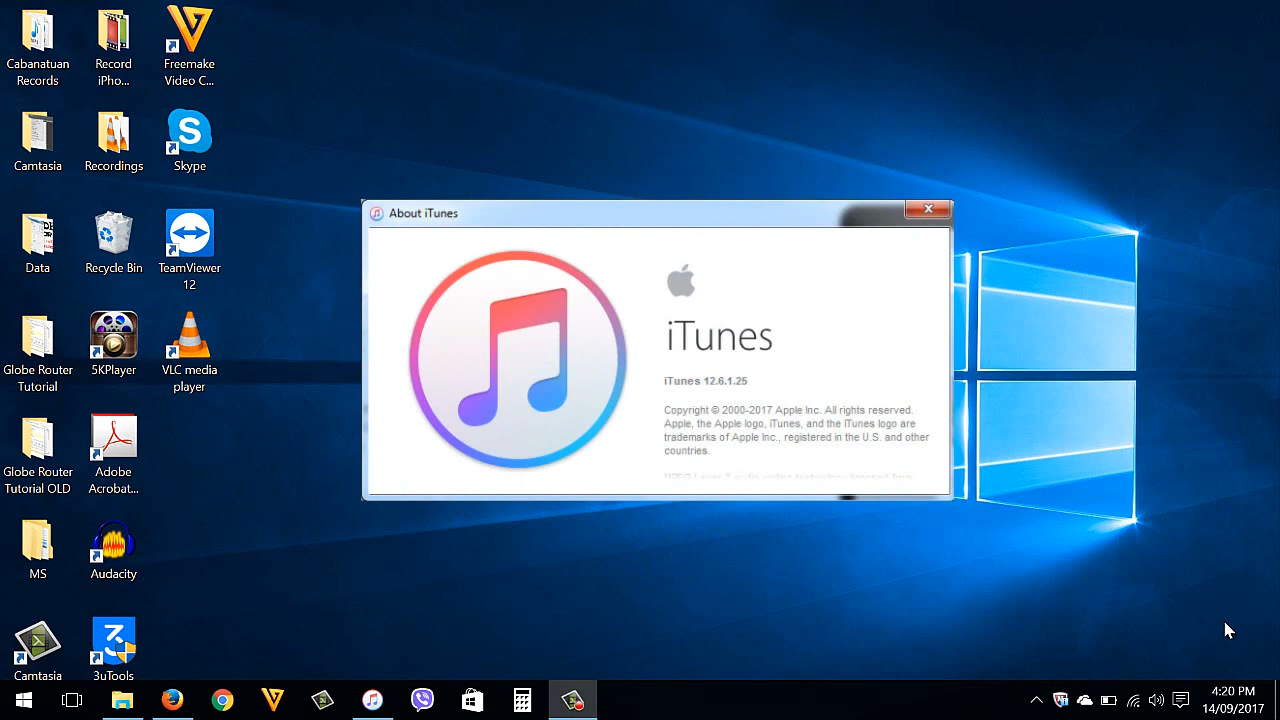 Cabanatuan
Records
Record
iPho...
Freemake
Video C...
Camtasia
Recordings
Skype
Data
Recycle Bin
TeamViewer
12
Globe Router
Tutorial
5KPlayer
VLC media
player
Globe Router
Tutorial OLD
Adobe
Acrobat...
MS
Audacity
Camtasia
3uTools
About iTunes
iTunes
iTunes 12.6.1.25
Copyright © 2000-2017 Apple Inc. All rights reserved.
Apple, the Apple logo, iTunes, and the iTunes logo are
trademarks of Apple Inc., registered in the U.S. and other
countries.
4:20 PM
14/09/2017